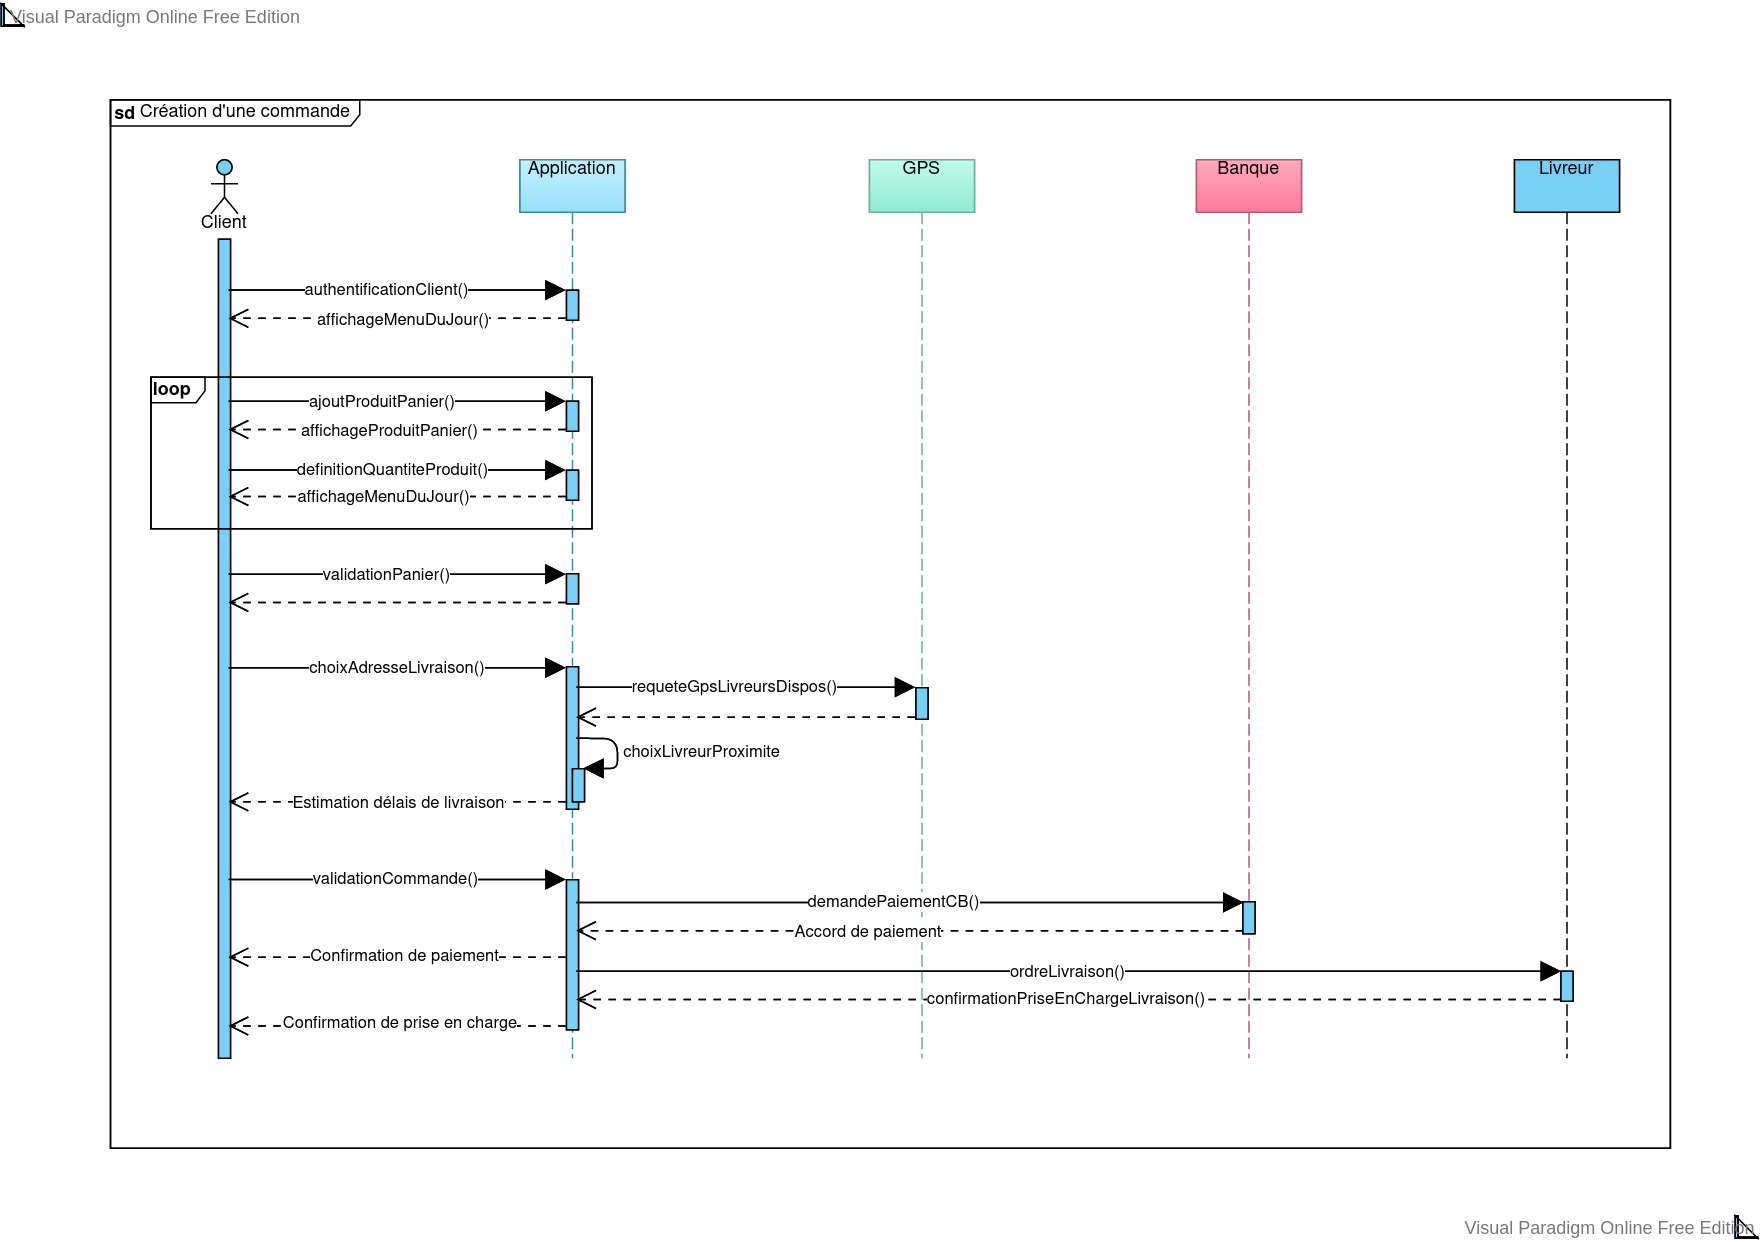 Visual Paradigm Online Free Edition
sd Création d'une commande
Client
Application
GPS
Banque
Livreur
authentificationClient()
affichageMenuDuJour()
loop
ajoutProduitPanier()
affichageProduitPanier()
definitionQuantiteProduit()
affichageMenuDuJour()
validationPanier()
choixAdresseLivraison()
requeteGpsLivreursDispos()
choixLivreurProximite
Estimation délais de livraison
validationCommande()
demandePaiementCB()
Accord de paiement
Confirmation de paiement
ordreLivraison()
confirmationPriseEnChargeLivraison()
Confirmation de prise en charge
Visual Paradigm Online Free Edition